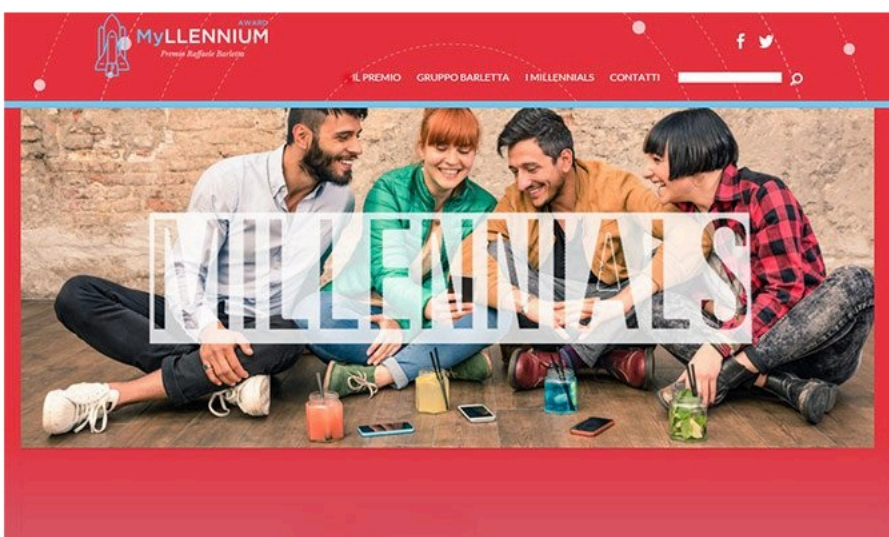 AWARD
MyLLENNIUM
Premio Raffaele Barletta
IL PREMIO GRUPPO BARLETTA I MILLENNIALS CONTATTI
MILLENNIALS